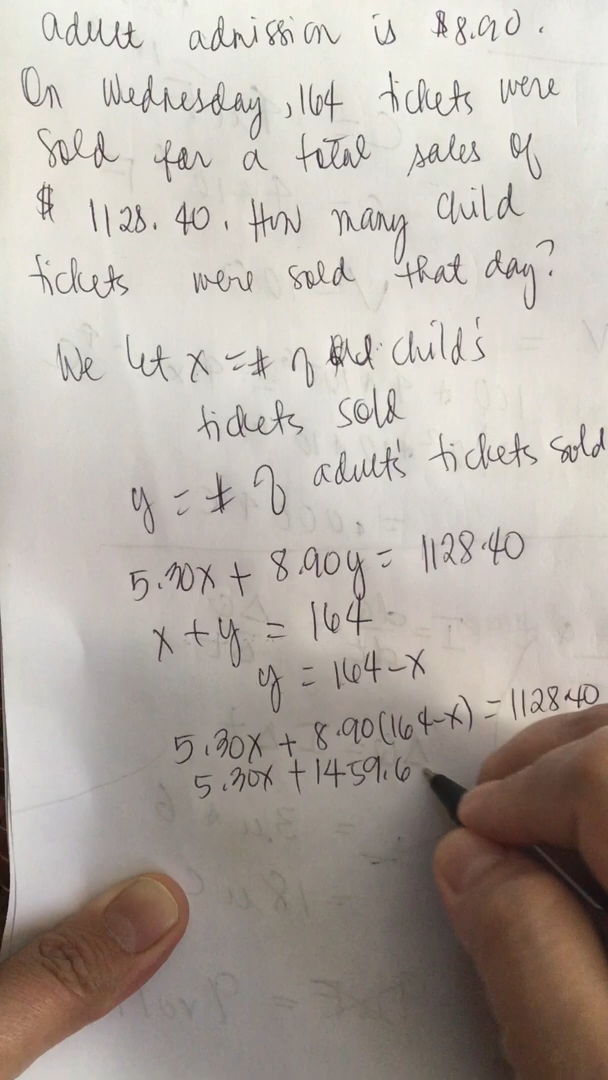 adult admission is $8.90.
On Wednesday, 164 tickets were
sold for a total sales of
$ 1128.40. How many child
tickets were sold that day?
We let x = # of child's
tickets sold
y = # of adult's tickets sold
5.30x + 8.90y = 1128.40
x + y = 164
y = 164-x
5.30x + 8.90(164-x) = 1128.40
5.30x + 1459.6